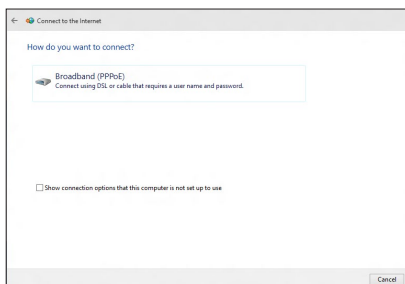 Connect to the Internet
How do you want to connect?
Broadband (PPPoE)
Connect using DSL or cable that requires a user name and password.
Show connection options that this computer is not set up to use
Cancel